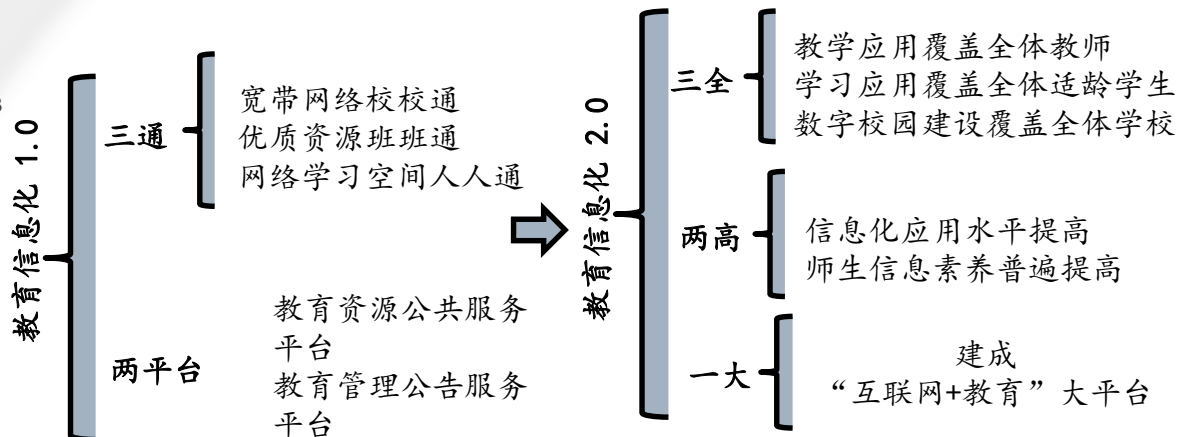 教育信息化 1.0
三通
宽带网络校校通
优质资源班班通
网络学习空间人人通
两平台
教育资源公共服务
平台
教育管理公告服务
平台
教育信息化 2.0
三全
教学应用覆盖全体教师
学习应用覆盖全体适龄学生
数字校园建设覆盖全体学校
两高
信息化应用水平提高
师生信息素养普遍提高
一大
建成
“互联网+教育”大平台